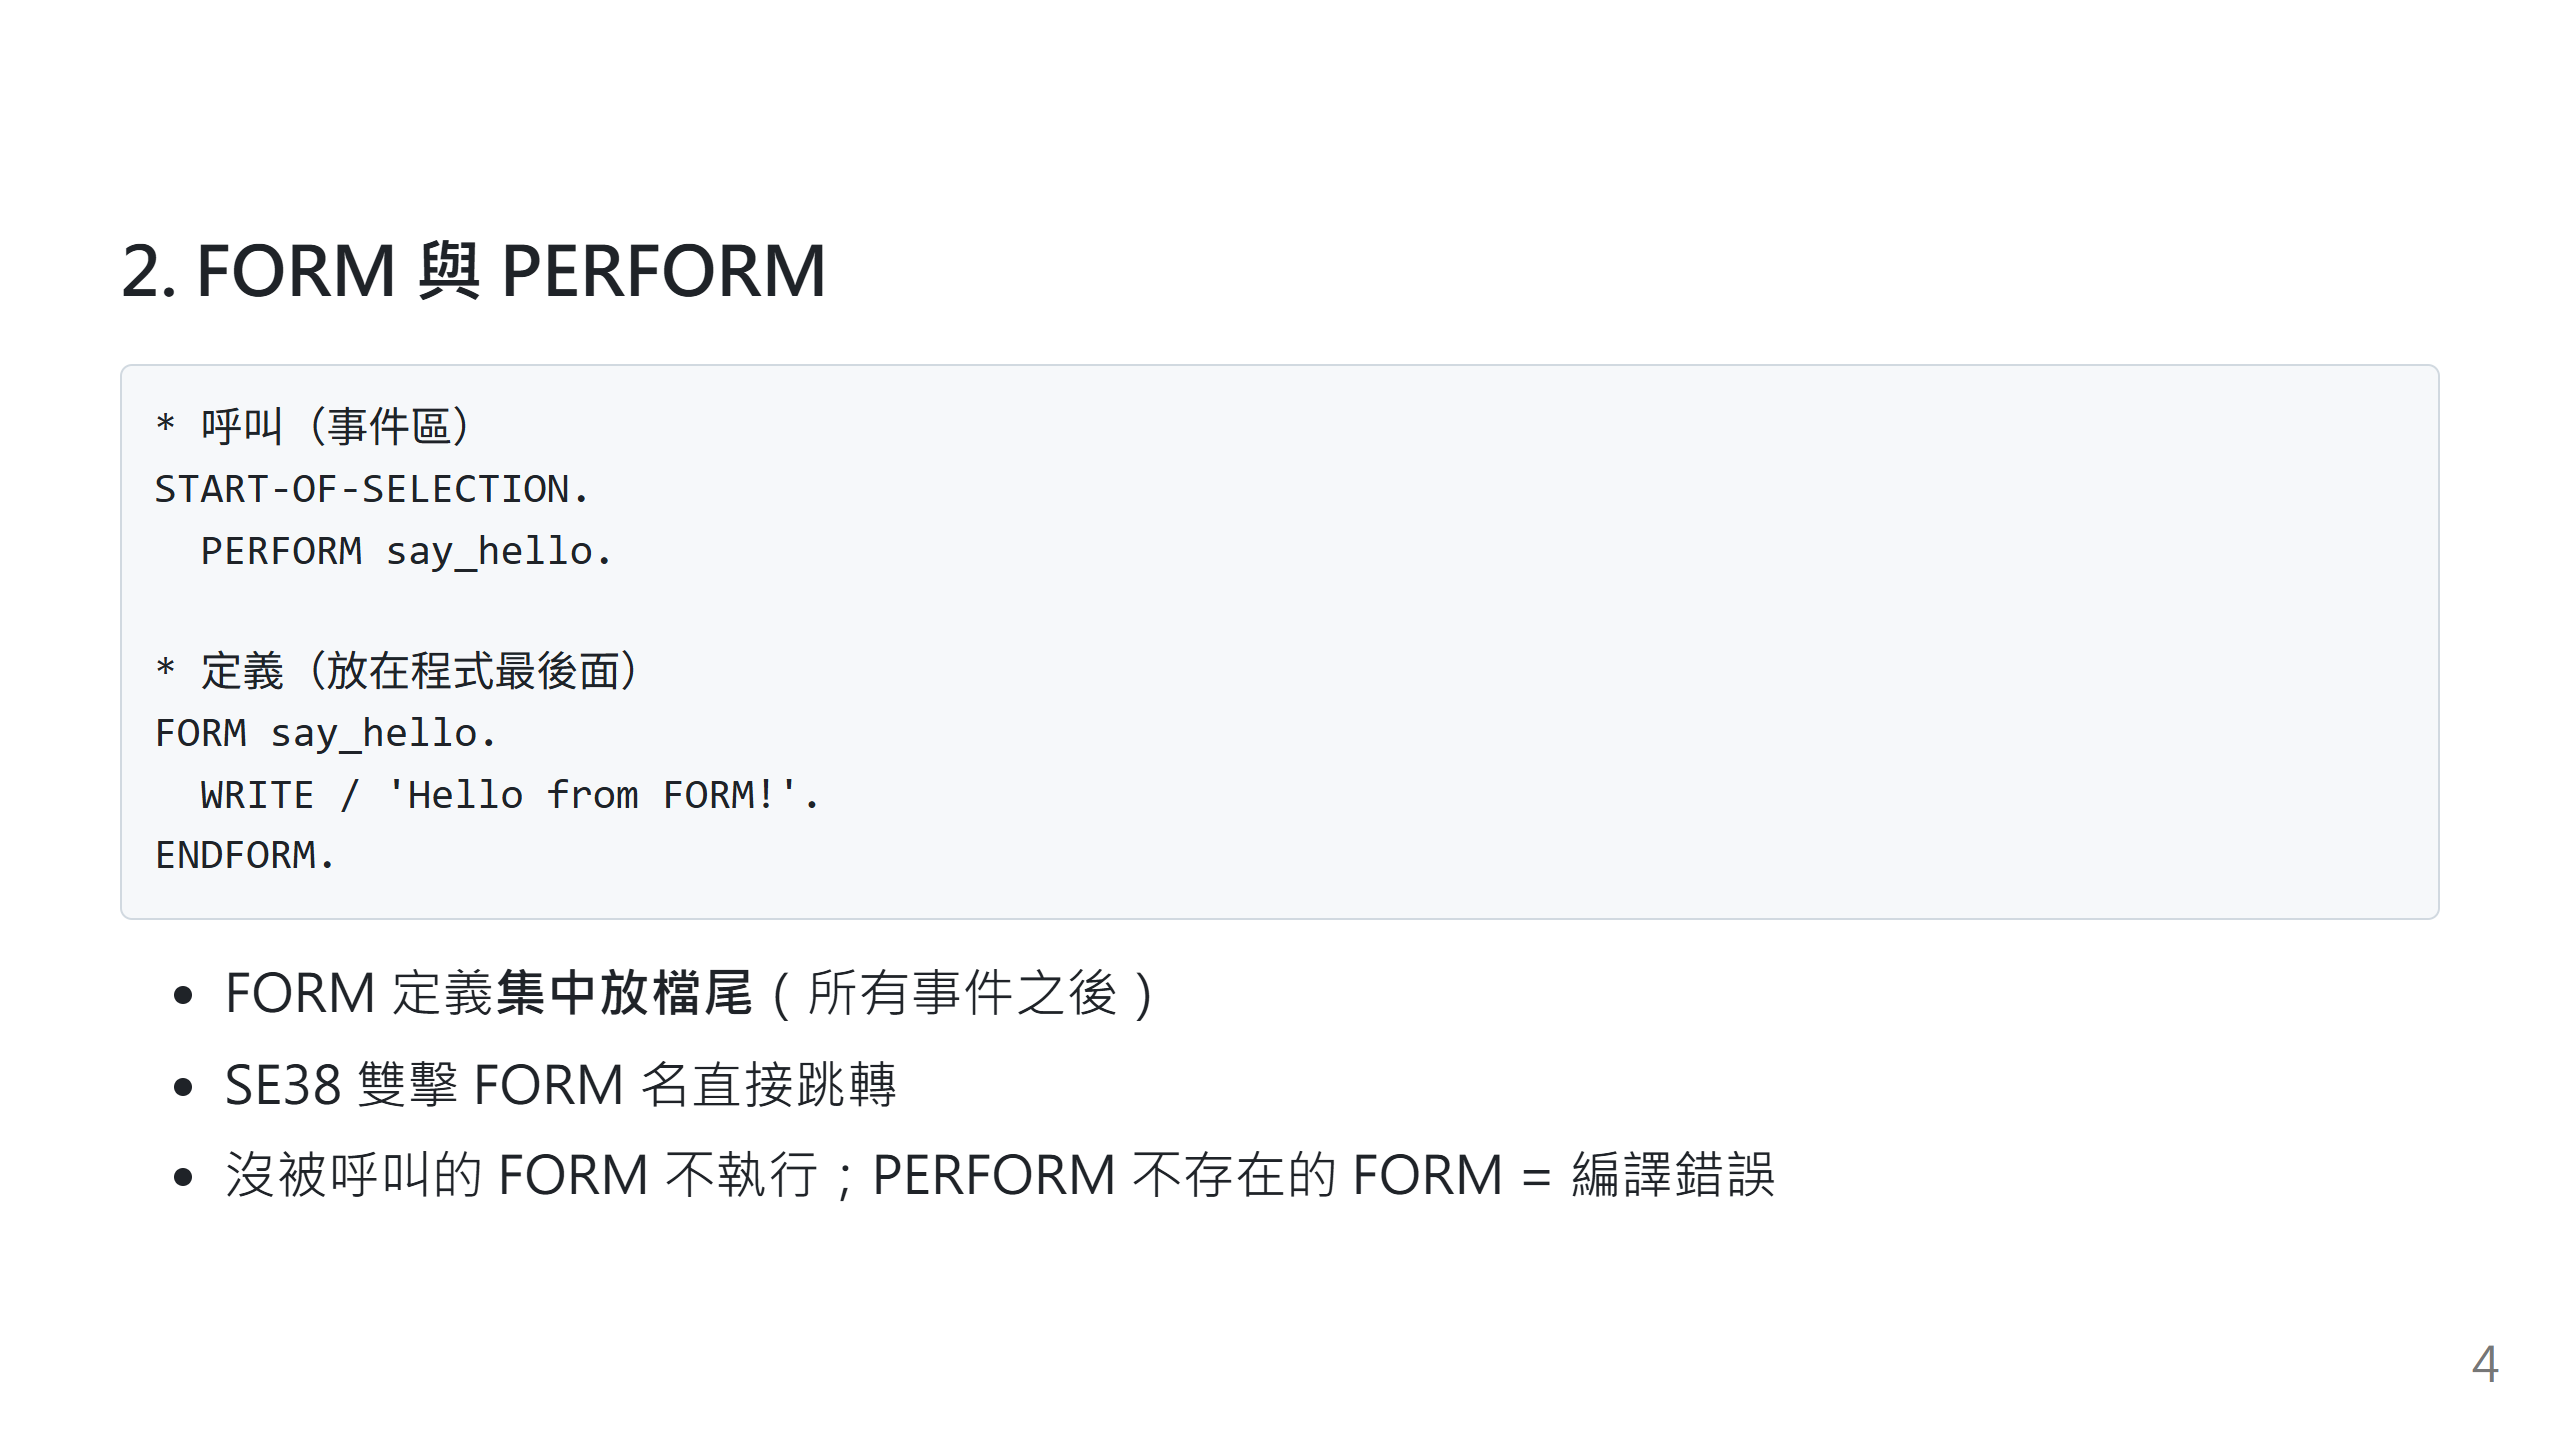 2. FORM 與 PERFORM
* 呼叫（事件區）
START-OF-SELECTION.
  PERFORM say_hello.
* 定義（放在程式最後面）
FORM say_hello.
  WRITE / 'Hello from FORM!'.
ENDFORM.
• FORM 定義集中放檔尾（所有事件之後）
• SE38 雙擊 FORM 名直接跳轉
• 沒被呼叫的 FORM 不執行；PERFORM 不存在的 FORM = 編譯錯誤
4